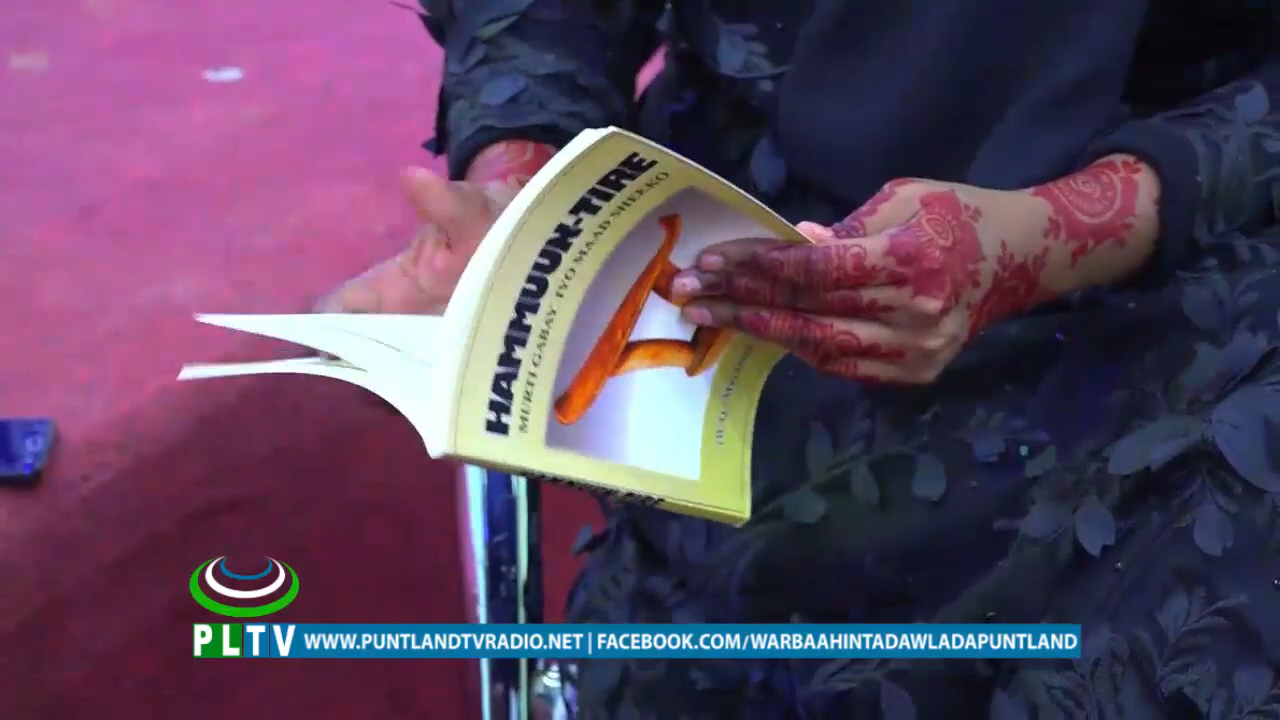 HAMMUUN-TIRE
MURTI GABAY IYO MAAD SHEEKO
PLTV WWW.PUNTLANDTVRADIO.NET | FACEBOOK.COM/WARBAAHINTADAWLADAPUNTLAND